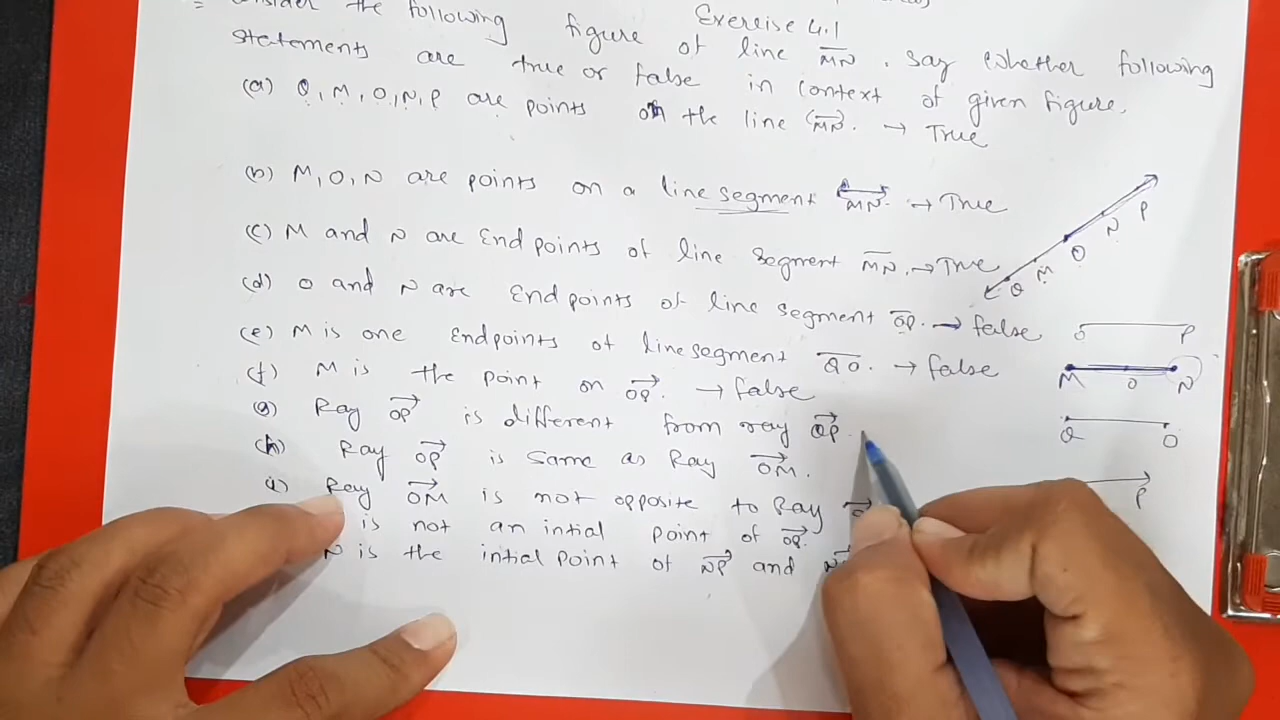 Exercise 4.1
Consider the following figure of line MN. Say whether following
statements are true or false in context of given figure.
(a) Q, M, O, N, P are points on the line (MN). → True
(b) M, O, N are points on a line segment MN. → True
(c) M and N are End points of line segment MN. → True
(d) O and N are End points of line segment OP. → false
(e) M is one Endpoints of line segment QO. → false
(f) M is the point on OP. → false
(g) Ray OP is different from ray QP.
(h) Ray OP is same as Ray OM.
(i) Ray OM is not opposite to Ray
is not an intial point of OP.
N is the intial point of NP and
P
N
O
M
Q
O P
M O N
Q O
P